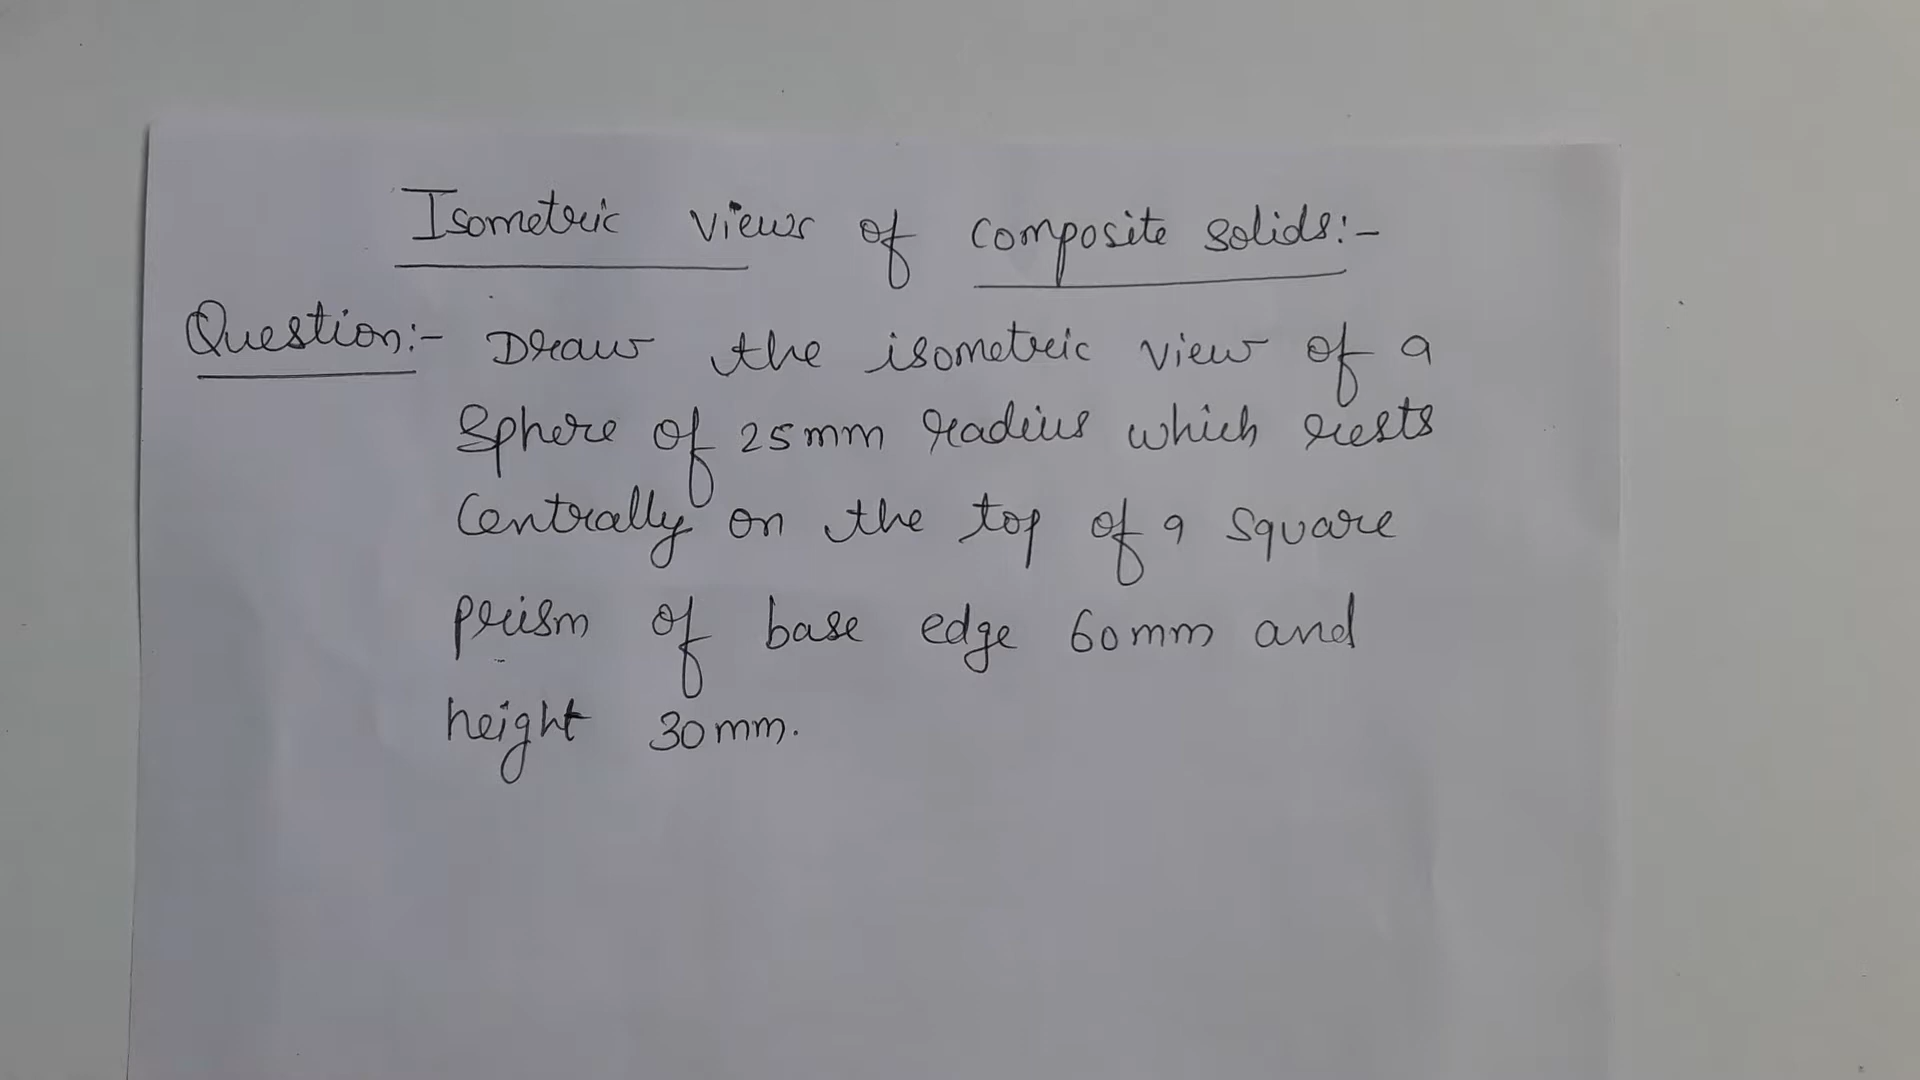 Isometric views of composite solids:-
Question:- Draw the isometric view of a
Sphere of 25mm radius which rests
Centrally on the top of a square
prism of base edge 60mm and
height 30mm.